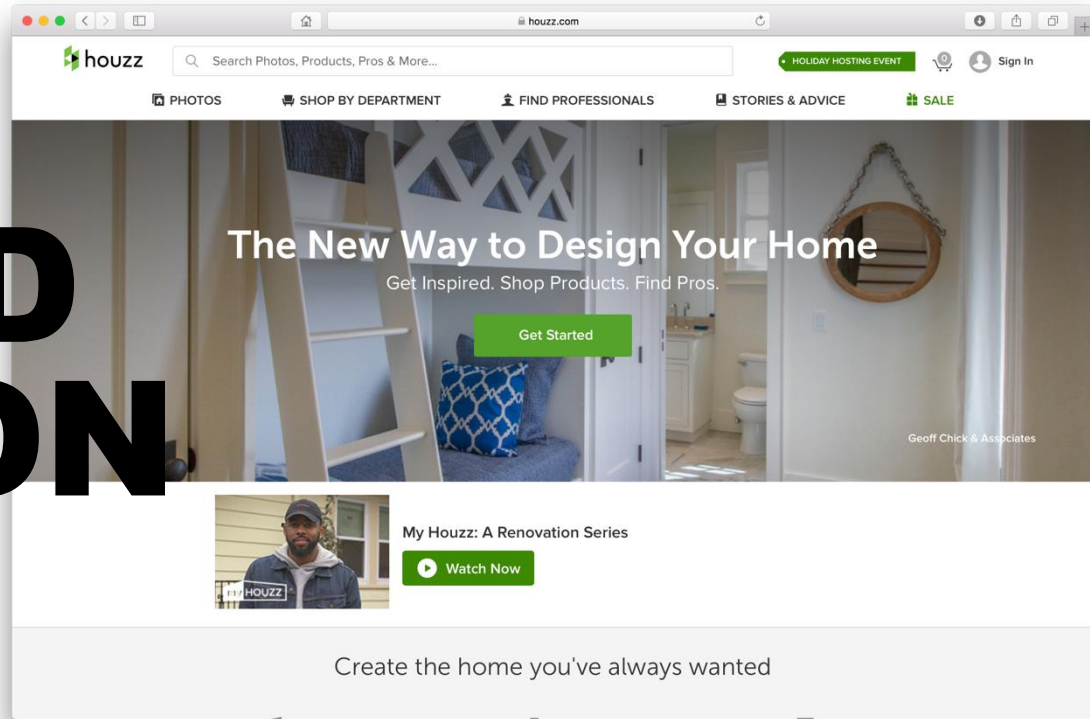 houzz.com
houzz
Search Photos, Products, Pros & More...
HOLIDAY HOSTING EVENT
0
Sign In
PHOTOS
SHOP BY DEPARTMENT
FIND PROFESSIONALS
STORIES & ADVICE
SALE
The New Way to Design Your Home
Get Inspired. Shop Products. Find Pros.
Get Started
D
ON
Geoff Chick & Associates
my HOUZZ
My Houzz: A Renovation Series
Watch Now
Create the home you've always wanted